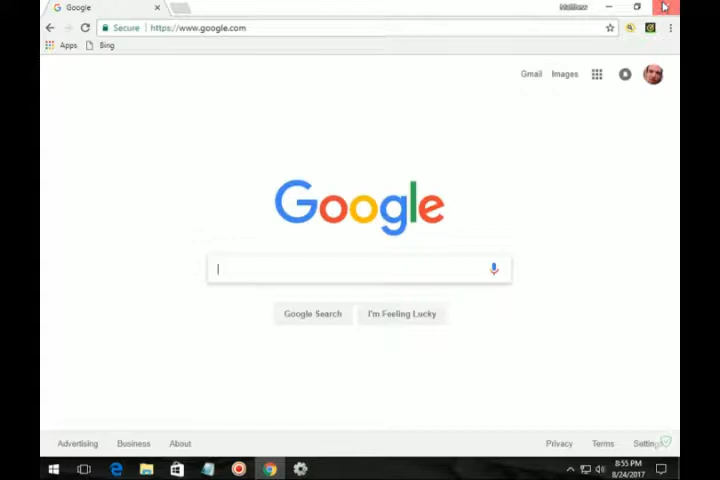 Google
Matthew
Secure | https://www.google.com
Apps Bing
Gmail Images
Google
Google Search I'm Feeling Lucky
Advertising Business About Privacy Terms Settings
8:55 PM
8/24/2017